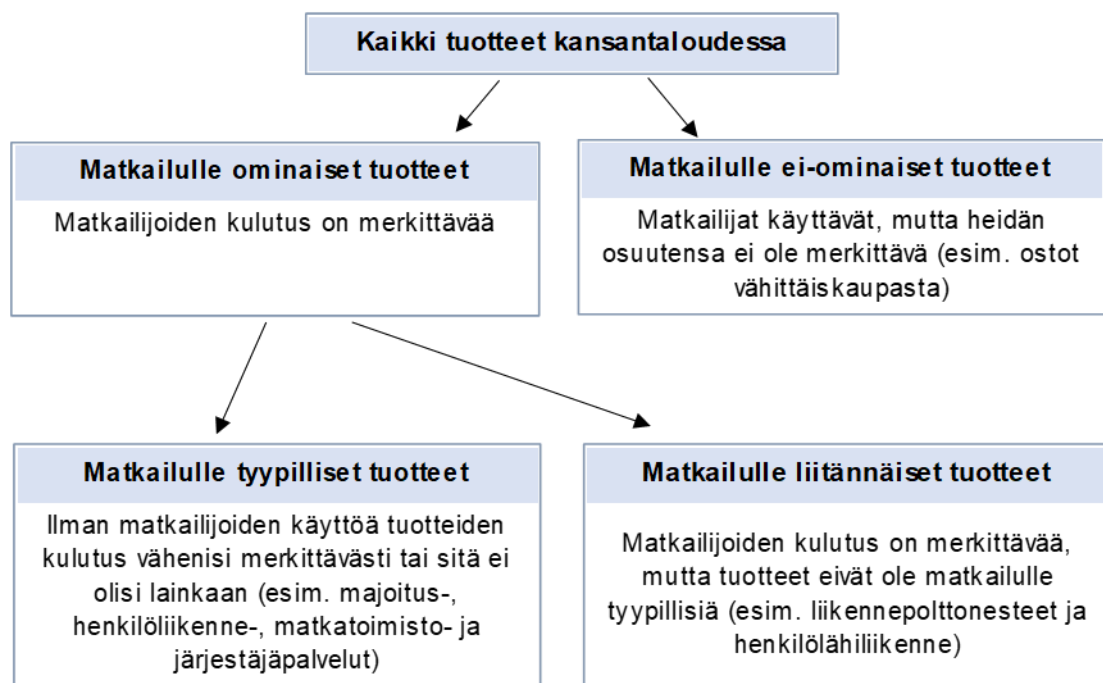 Kaikki tuotteet kansantaloudessa
Matkailulle ominaiset tuotteet
Matkailijoiden kulutus on merkittävää
Matkailulle ei-ominaiset tuotteet
Matkailijat käyttävät, mutta heidän
osuutensa ei ole merkittävä (esim. ostot
vähittäiskaupasta)
Matkailulle tyypilliset tuotteet
Ilman matkailijoiden käyttöä tuotteiden
kulutus vähenisi merkittävästi tai sitä ei
olisi lainkaan (esim. majoitus-,
henkilöliikenne-, matkatoimisto- ja
järjestäjäpalvelut)
Matkailulle liitännäiset tuotteet
Matkailijoiden kulutus on merkittävää,
mutta tuotteet eivät ole matkailulle
tyypillisiä (esim. liikennepolttonesteet ja
henkilölähiliikenne)